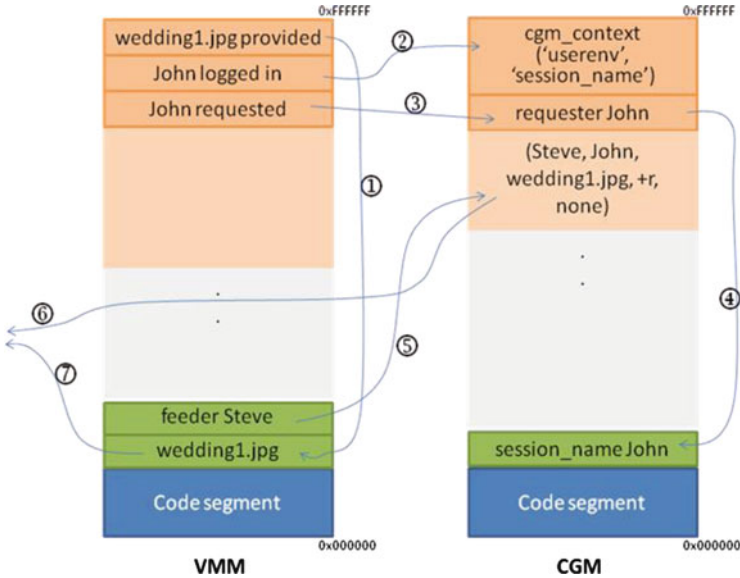 0xFFFFFF
wedding1.jpg provided
John logged in
John requested
①
②
③
④
⑤
⑥
⑦
.
.
feeder Steve
wedding1.jpg
Code segment
0x000000
VMM
0xFFFFFF
cgm_context
(‘userenv’,
‘session_name’)
requester John
(Steve, John,
wedding1.jpg, +r,
none)
.
.
session_name John
Code segment
0x000000
CGM